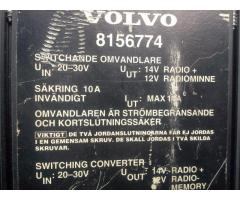 VOLVO
8156774
SWITCHANDE OMVANDLARE
UIN: 20–30V UUT: 14V RADIO +
12V RADIOMINNE
SÄKRING 10A
INVÄNDIGT IUT: MAX
OMVANDLAREN ÄR STRÖMBEGRÄNSANDE
OCH KORTSLUTNINGSSÄKER
VIKTIGT DE TVÅ JORDANSLUTNINGARNA FÅR EJ JORDAS
I EN GEMENSAM SKRUV. DE SKALL JORDAS I TVÅ SKILDA
SKRUVAR.
SWITCHING CONVERTER
UIN: 20–30V UUT: 14V RADIO+
12V RADIO-
MEMORY